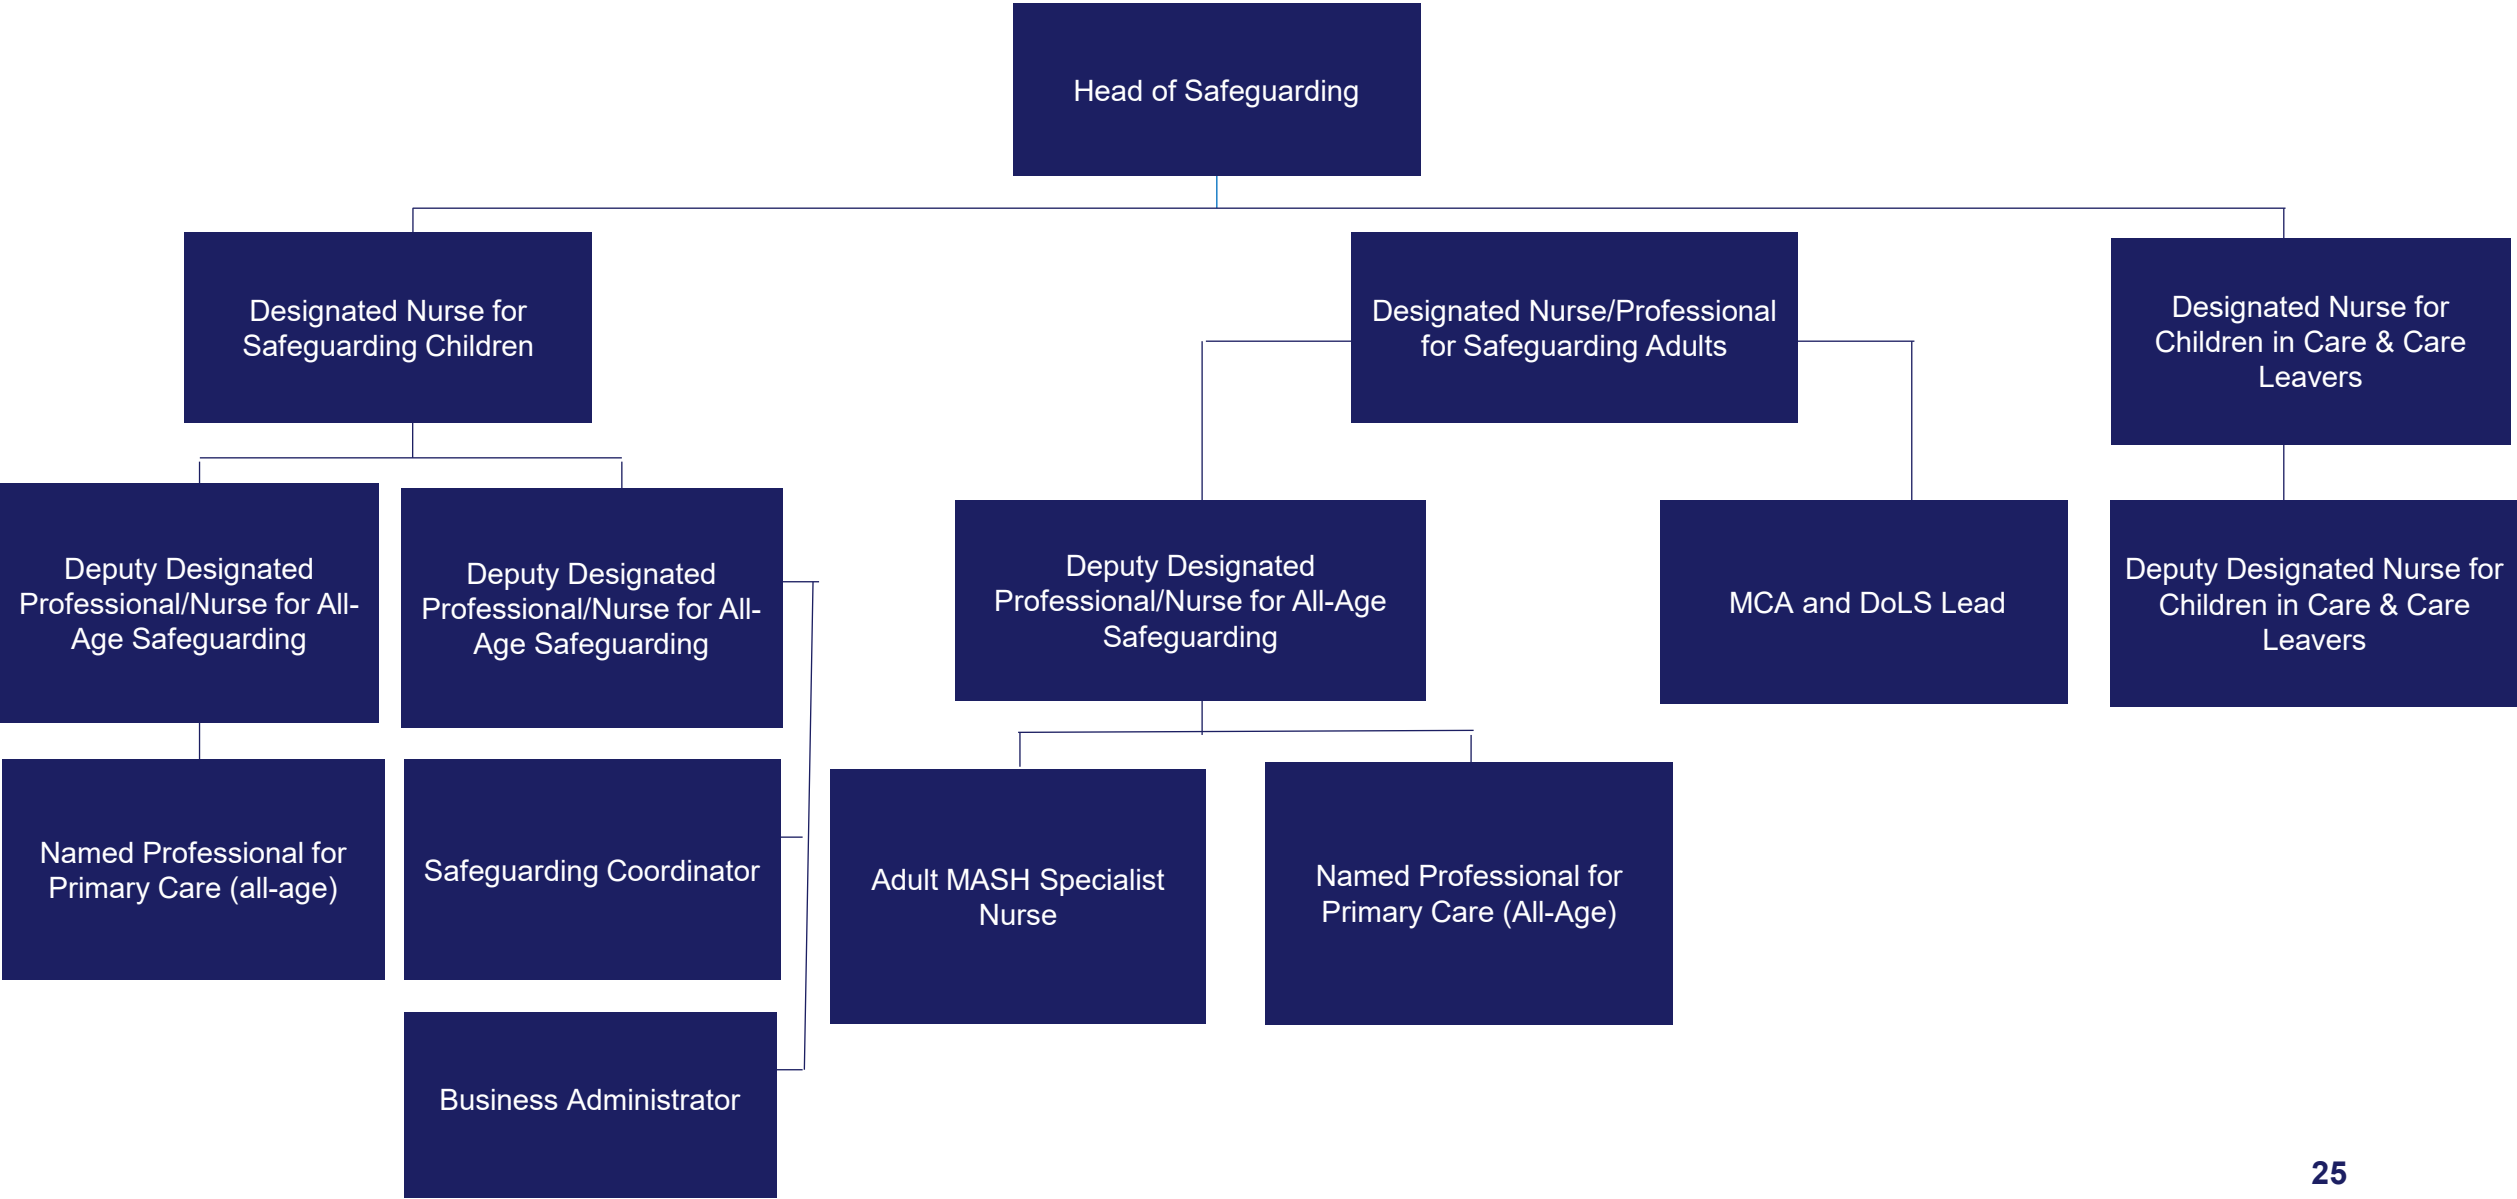 Head of Safeguarding
Designated Nurse for
Safeguarding Children
Designated Nurse/Professional
for Safeguarding Adults
Designated Nurse for
Children in Care & Care
Leavers
Deputy Designated
Professional/Nurse for All-
Age Safeguarding
Deputy Designated
Professional/Nurse for All-
Age Safeguarding
Deputy Designated
Professional/Nurse for All-Age
Safeguarding
MCA and DoLS Lead
Deputy Designated Nurse for
Children in Care & Care
Leavers
Named Professional for
Primary Care (all-age)
Safeguarding Coordinator
Adult MASH Specialist
Nurse
Named Professional for
Primary Care (All-Age)
Business Administrator
25